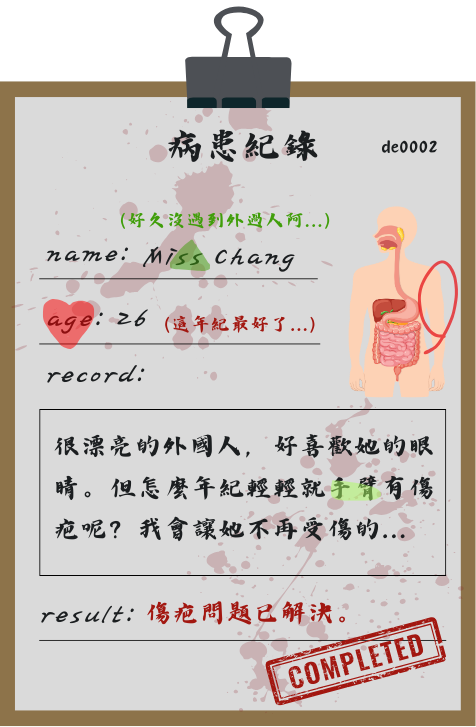 病患紀錄
de0002
(好久沒遇到外過人阿...)
name: Miss Chang
age: 26 (這年紀最好了...)
record:
很漂亮的外國人，好喜歡她的眼
睛。但怎麼年紀輕輕就手臂有傷
疤呢？我會讓她不再受傷的...
result: 傷疤問題已解決。
COMPLETED